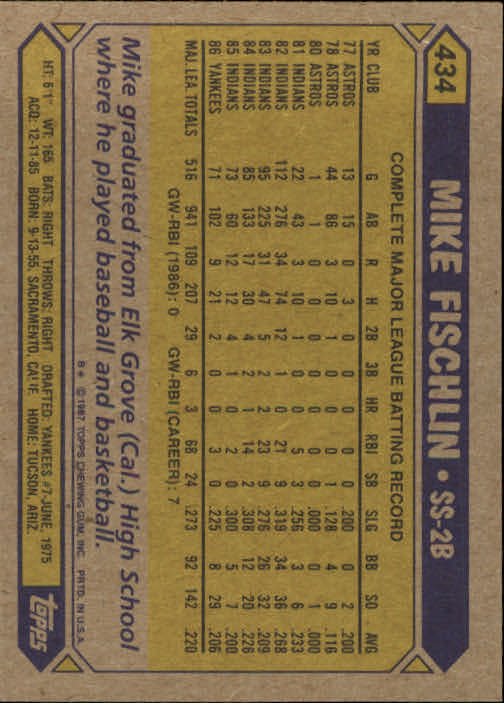 434
MIKE FISCHLIN • SS-2B
COMPLETE MAJOR LEAGUE BATTING RECORD
YR CLUB G AB R H 2B 3B HR RBI SB SLG BB SO AVG
77 ASTROS 13 15 0 3 0 0 0 0 0 .200 0 2 .200
78 ASTROS 44 86 3 10 1 0 0 0 1 .128 4 9 .116
80 ASTROS 1 1 0 0 0 0 0 0 0 .000 0 1 .000
81 INDIANS 22 43 3 10 1 0 0 5 3 .256 3 6 .233
82 INDIANS 112 276 34 74 12 1 0 21 9 .319 34 36 .268
83 INDIANS 95 225 31 47 5 2 2 23 9 .276 26 32 .209
84 INDIANS 85 133 17 30 4 2 1 14 2 .308 12 20 .226
85 INDIANS 73 60 12 12 4 1 0 2 0 .300 5 7 .200
86 YANKEES 71 102 9 21 2 0 0 3 0 .225 8 29 .206
MAJ. LEA. TOTALS 516 941 109 207 29 6 3 68 24 .273 92 142 .220
GW-RBI (1986): 0 GW-RBI (CAREER): 7
Mike graduated from Elk Grove (Cal.) High School
where he played baseball and basketball.
B* © 1987 TOPPS CHEWING GUM, INC. PRTD. IN U.S.A.
HT: 6'1" WT: 165 BATS: RIGHT THROWS: RIGHT DRAFTED: YANKEES #7-JUNE, 1975
ACQ: 12-11-85 BORN: 9-13-55, SACRAMENTO, CALIF. HOME: TUCSON, ARIZ.
topps